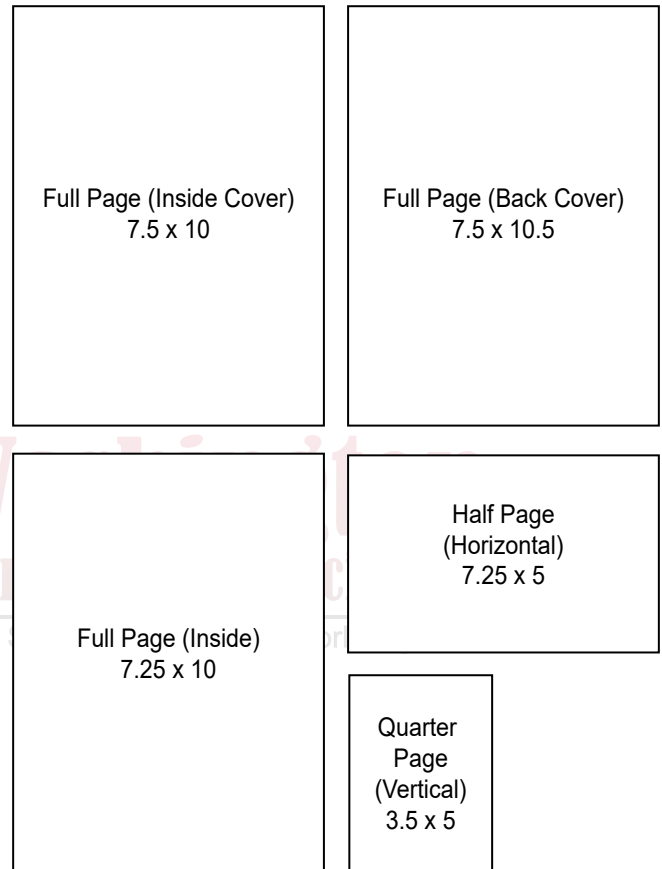 Full Page (Inside Cover)
7.5 x 10
Full Page (Back Cover)
7.5 x 10.5
Full Page (Inside)
7.25 x 10
Half Page
(Horizontal)
7.25 x 5
Quarter
Page
(Vertical)
3.5 x 5